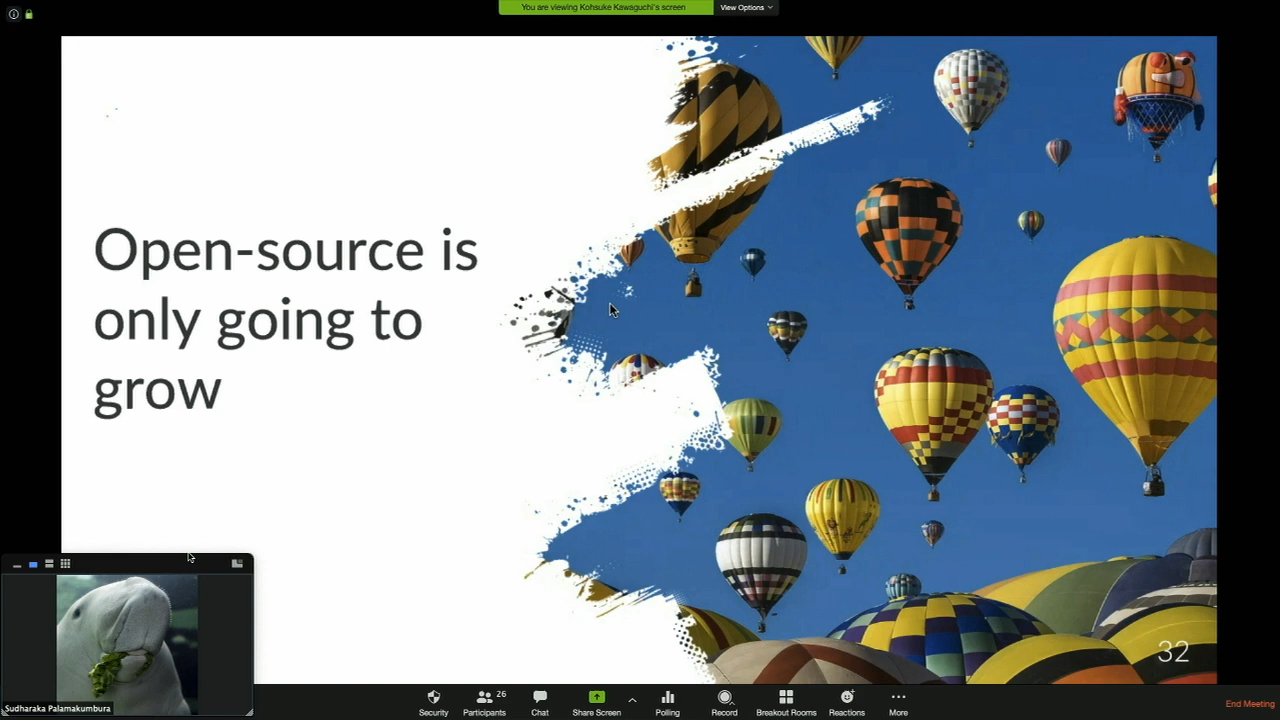 You are viewing Kohsuke Kawaguchi's screen
View Options
Open-source is
only going to
grow
32
Sudharaka Palamakumbura
Security
Participants
26
Chat
Share Screen
Polling
Record
Breakout Rooms
Reactions
More
End Meeting